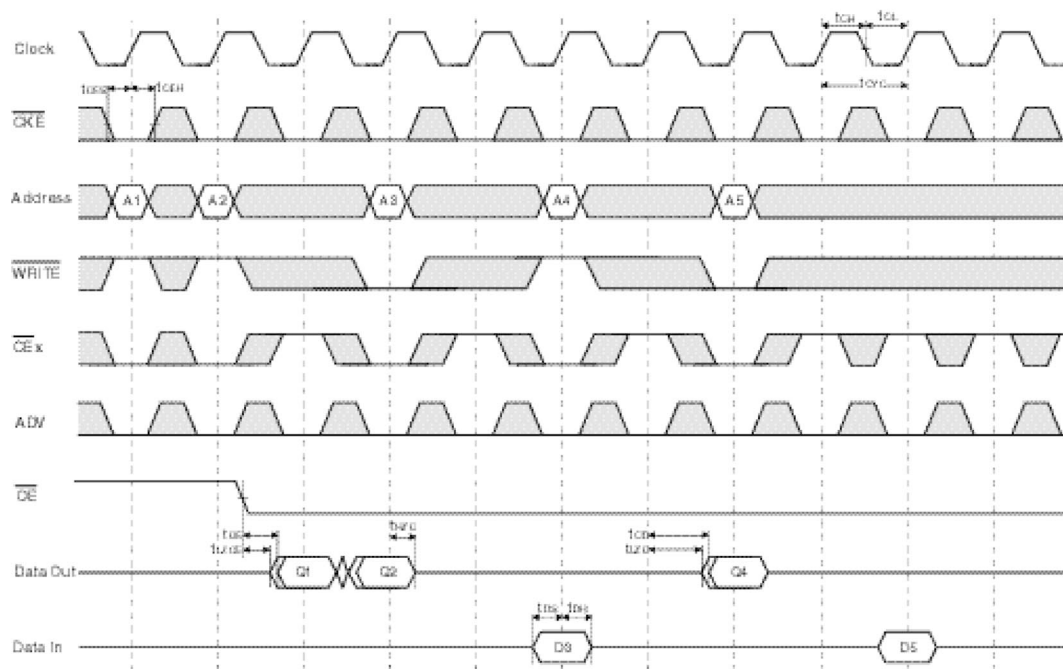 tCH tCL
Clock
tCYC
tCES tCEH
CKE
Address A1 A2 A3 A4 A5
WRITE
CEx
ADV
OE
tOE tHZC tCD
tLZOE tLZC
Data Out Q1 Q2 Q4
tDS tDH
Data In D3 D5